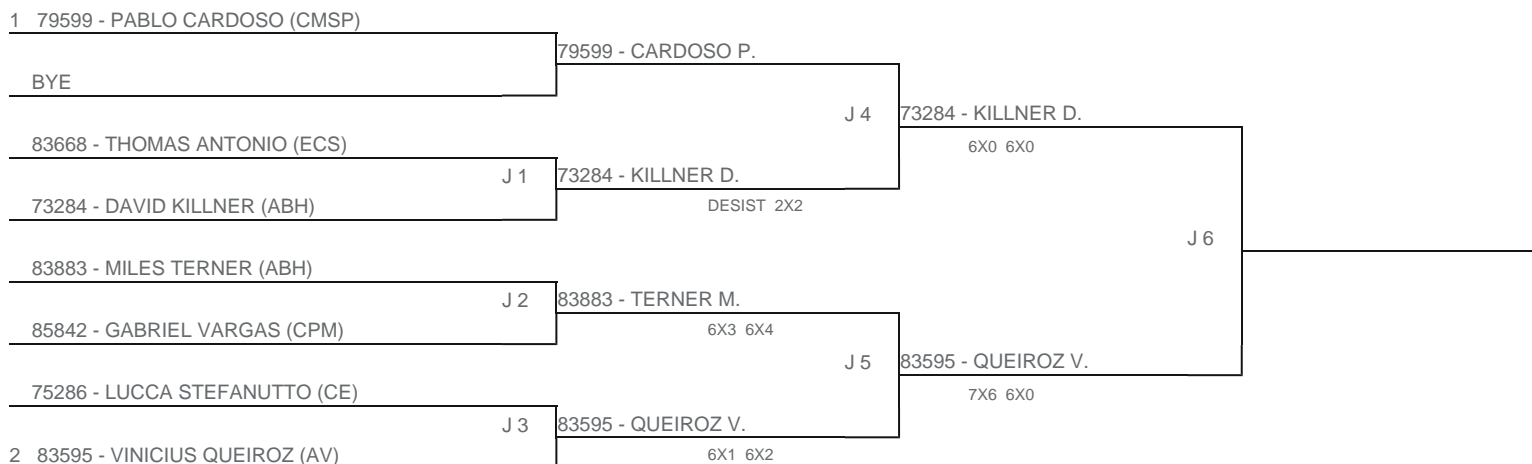 1 79599 - PABLO CARDOSO (CMSP)
79599 - CARDOSO P.
BYE
J 4
73284 - KILLNER D.
6X0 6X0
83668 - THOMAS ANTONIO (ECS)
J 1
73284 - KILLNER D.
DESIST 2X2
73284 - DAVID KILLNER (ABH)
J 6
83883 - MILES TERNER (ABH)
J 2
83883 - TERNER M.
6X3 6X4
85842 - GABRIEL VARGAS (CPM)
J 5
83595 - QUEIROZ V.
7X6 6X0
75286 - LUCCA STEFANUTTO (CE)
J 3
83595 - QUEIROZ V.
6X1 6X2
2 83595 - VINICIUS QUEIROZ (AV)